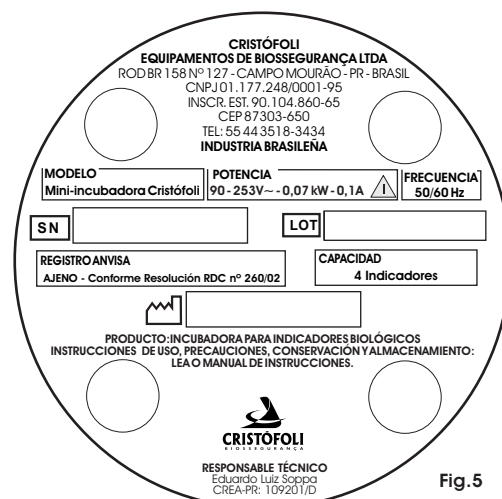 CRISTÓFOLI
EQUIPAMENTOS DE BIOSSEGURANÇA LTDA
ROD BR 158 Nº 127 - CAMPO MOURÃO - PR - BRASIL
CNPJ 01.177.248/0001-95
INSCR. EST. 90.104.860-65
CEP 87303-650
TEL: 55 44 3518-3434
INDUSTRIA BRASILEÑA
MODELO
Mini-incubadora Cristófoli
POTENCIA
90 - 253V~ - 0,07 kW - 0,1A
FRECUENCIA
50/60 Hz
SN
LOT
REGISTRO ANVISA
AJENO - Conforme Resolución RDC nº 260/02
CAPACIDAD
4 Indicadores
PRODUCTO: INCUBADORA PARA INDICADORES BIOLÓGICOS
INSTRUCCIONES DE USO, PRECAUCIONES, CONSERVACIÓN Y ALMACENAMIENTO:
LEA O MANUAL DE INSTRUCCIONES.
CRISTÓFOLI
BIOSSEGURANÇA
RESPONSABLE TÉCNICO
Eduardo Luiz Soppa
CREA-PR: 109201/D
Fig.5